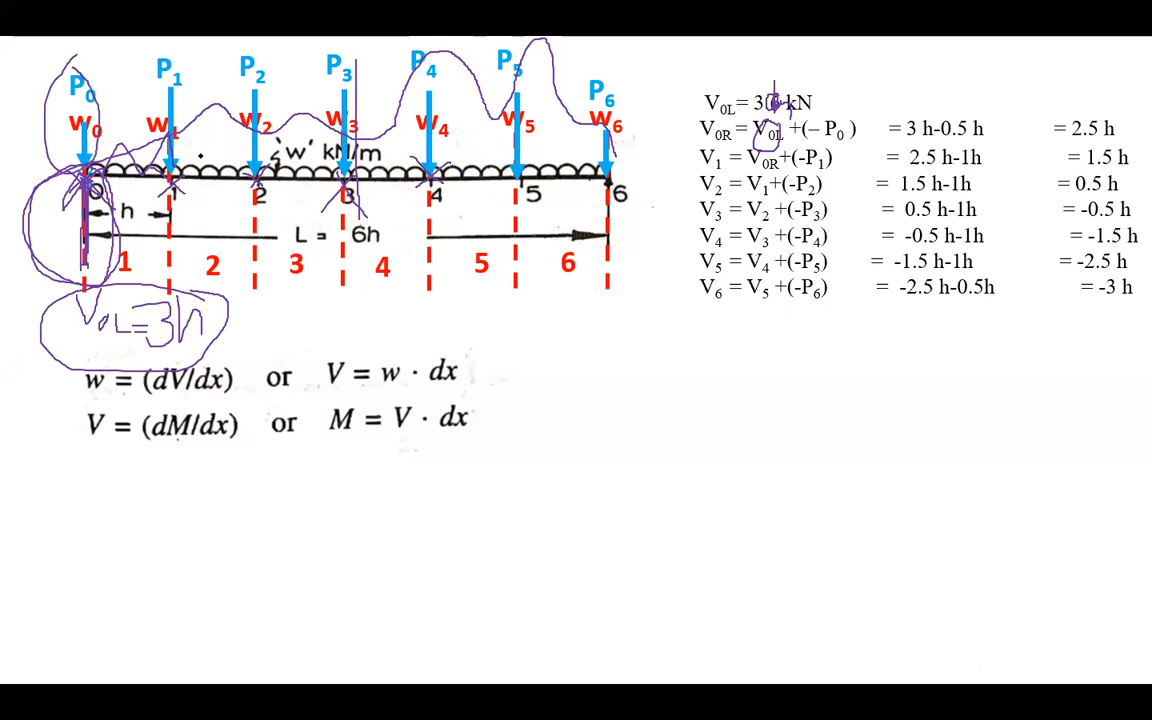 P₀ P₁ P₂ P₃ P₄ P₅ P₆
w₀ w₁ w₂ w₃ w₄ w₅ w₆
'w' kN/m
0 1 2 3 4 5 6
h
L = 6h
1 2 3 4 5 6
V₀L=3h
w = (dV/dx) or V = w · dx
V = (dM/dx) or M = V · dx
V₀L= 3 kN
V₀R = V₀L +(– P₀ ) = 3 h-0.5 h = 2.5 h
V₁ = V₀R+(-P₁) = 2.5 h-1h = 1.5 h
V₂ = V₁+(-P₂) = 1.5 h-1h = 0.5 h
V₃ = V₂ +(-P₃) = 0.5 h-1h = -0.5 h
V₄ = V₃ +(-P₄) = -0.5 h-1h = -1.5 h
V₅ = V₄ +(-P₅) = -1.5 h-1h = -2.5 h
V₆ = V₅ +(-P₆) = -2.5 h-0.5h = -3 h